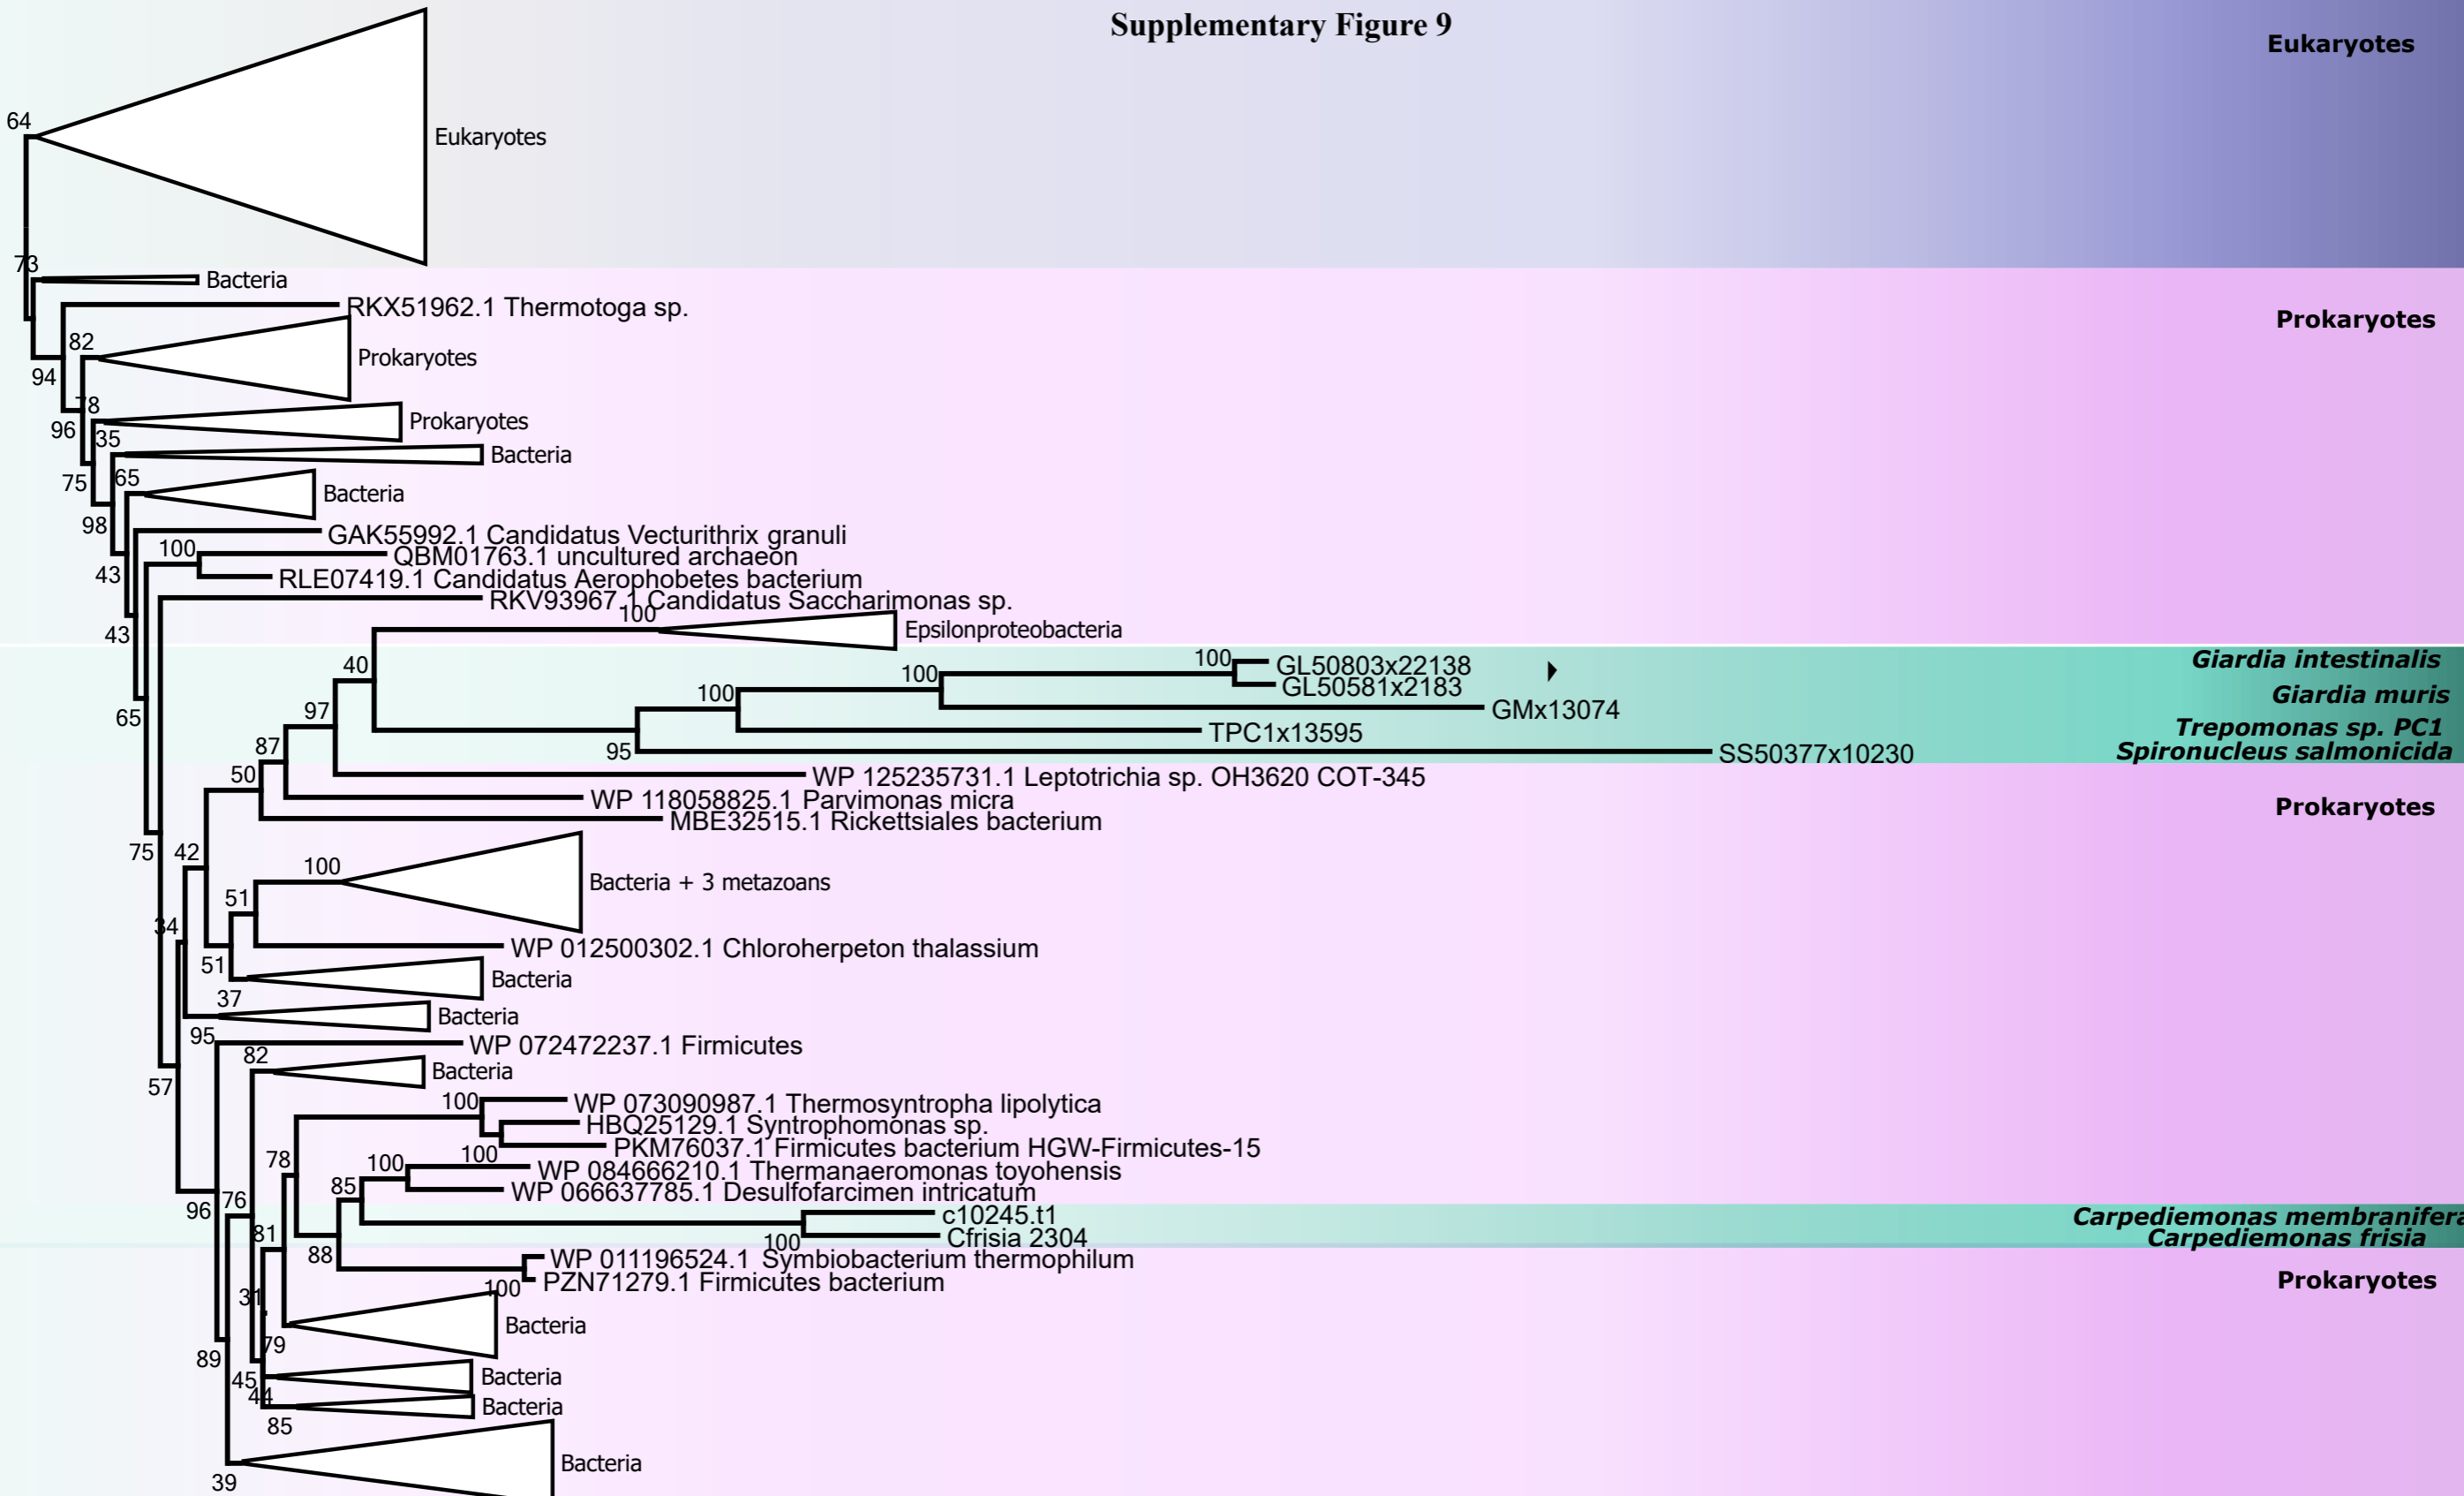 Supplementary Figure 9
Eukaryotes
64
Eukaryotes
73
Bacteria
RKX51962.1 Thermotoga sp.
Prokaryotes
82
Prokaryotes
94
78
Prokaryotes
96
35
Bacteria
75
65
Bacteria
98
GAK55992.1 Candidatus Vecturithrix granuli
100
QBM01763.1 uncultured archaeon
43
RLE07419.1 Candidatus Aerophobetes bacterium
RKV93967.1 Candidatus Saccharimonas sp.
100
43
Epsilonproteobacteria
40
100
GL50803x22138
Giardia intestinalis
100
GL50581x2183
100
Giardia muris
97
GMx13074
65
TPC1x13595
Trepomonas sp. PC1
87
95
SS50377x10230
Spironucleus salmonicida
50
WP 125235731.1 Leptotrichia sp. OH3620 COT-345
WP 118058825.1 Parvimonas micra
Prokaryotes
MBE32515.1 Rickettsiales bacterium
75
42
100
Bacteria + 3 metazoans
51
34
WP 012500302.1 Chloroherpeton thalassium
51
Bacteria
37
Bacteria
95
WP 072472237.1 Firmicutes
82
Bacteria
57
100
WP 073090987.1 Thermosyntropha lipolytica
HBQ25129.1 Syntrophomonas sp.
PKM76037.1 Firmicutes bacterium HGW-Firmicutes-15
100
78
100
WP 084666210.1 Thermanaeromonas toyohensis
85
WP 066637785.1 Desulfofarcimen intricatum
76
96
c10245.t1
Carpediemonas membranifera
81
100
Cfrisia 2304
Carpediemonas frisia
88
WP 011196524.1 Symbiobacterium thermophilum
PZN71279.1 Firmicutes bacterium
Prokaryotes
100
31
Bacteria
79
89
45
Bacteria
44
Bacteria
85
Bacteria
39